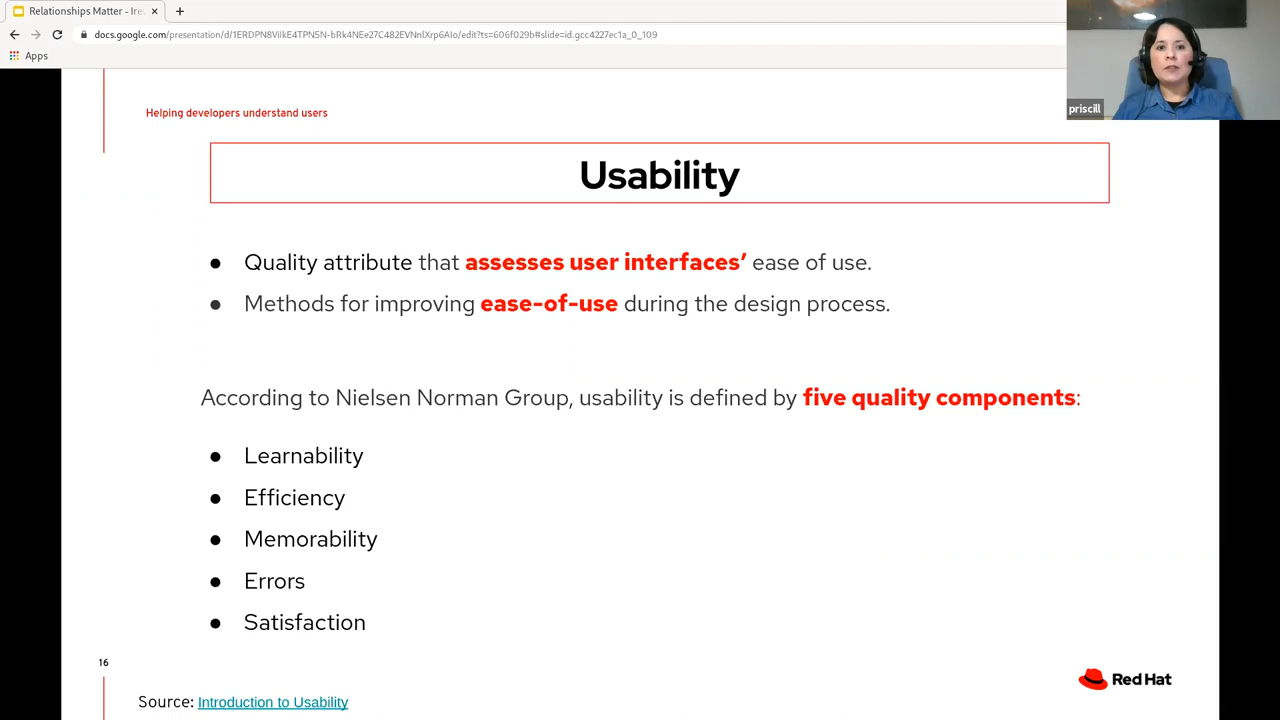 Relationships Matter - Ire
docs.google.com/presentation/d/1ERDPN8VilkE4TPN5N-bRk4NEe27C482EVNnlXrp6AIo/edit?ts=606f029b#slide=id.gcc4227ec1a_0_109
Apps
priscill
Helping developers understand users
Usability
● Quality attribute that assesses user interfaces’ ease of use.
● Methods for improving ease-of-use during the design process.
According to Nielsen Norman Group, usability is defined by five quality components:
● Learnability
● Efficiency
● Memorability
● Errors
● Satisfaction
16
Red Hat
Source: Introduction to Usability